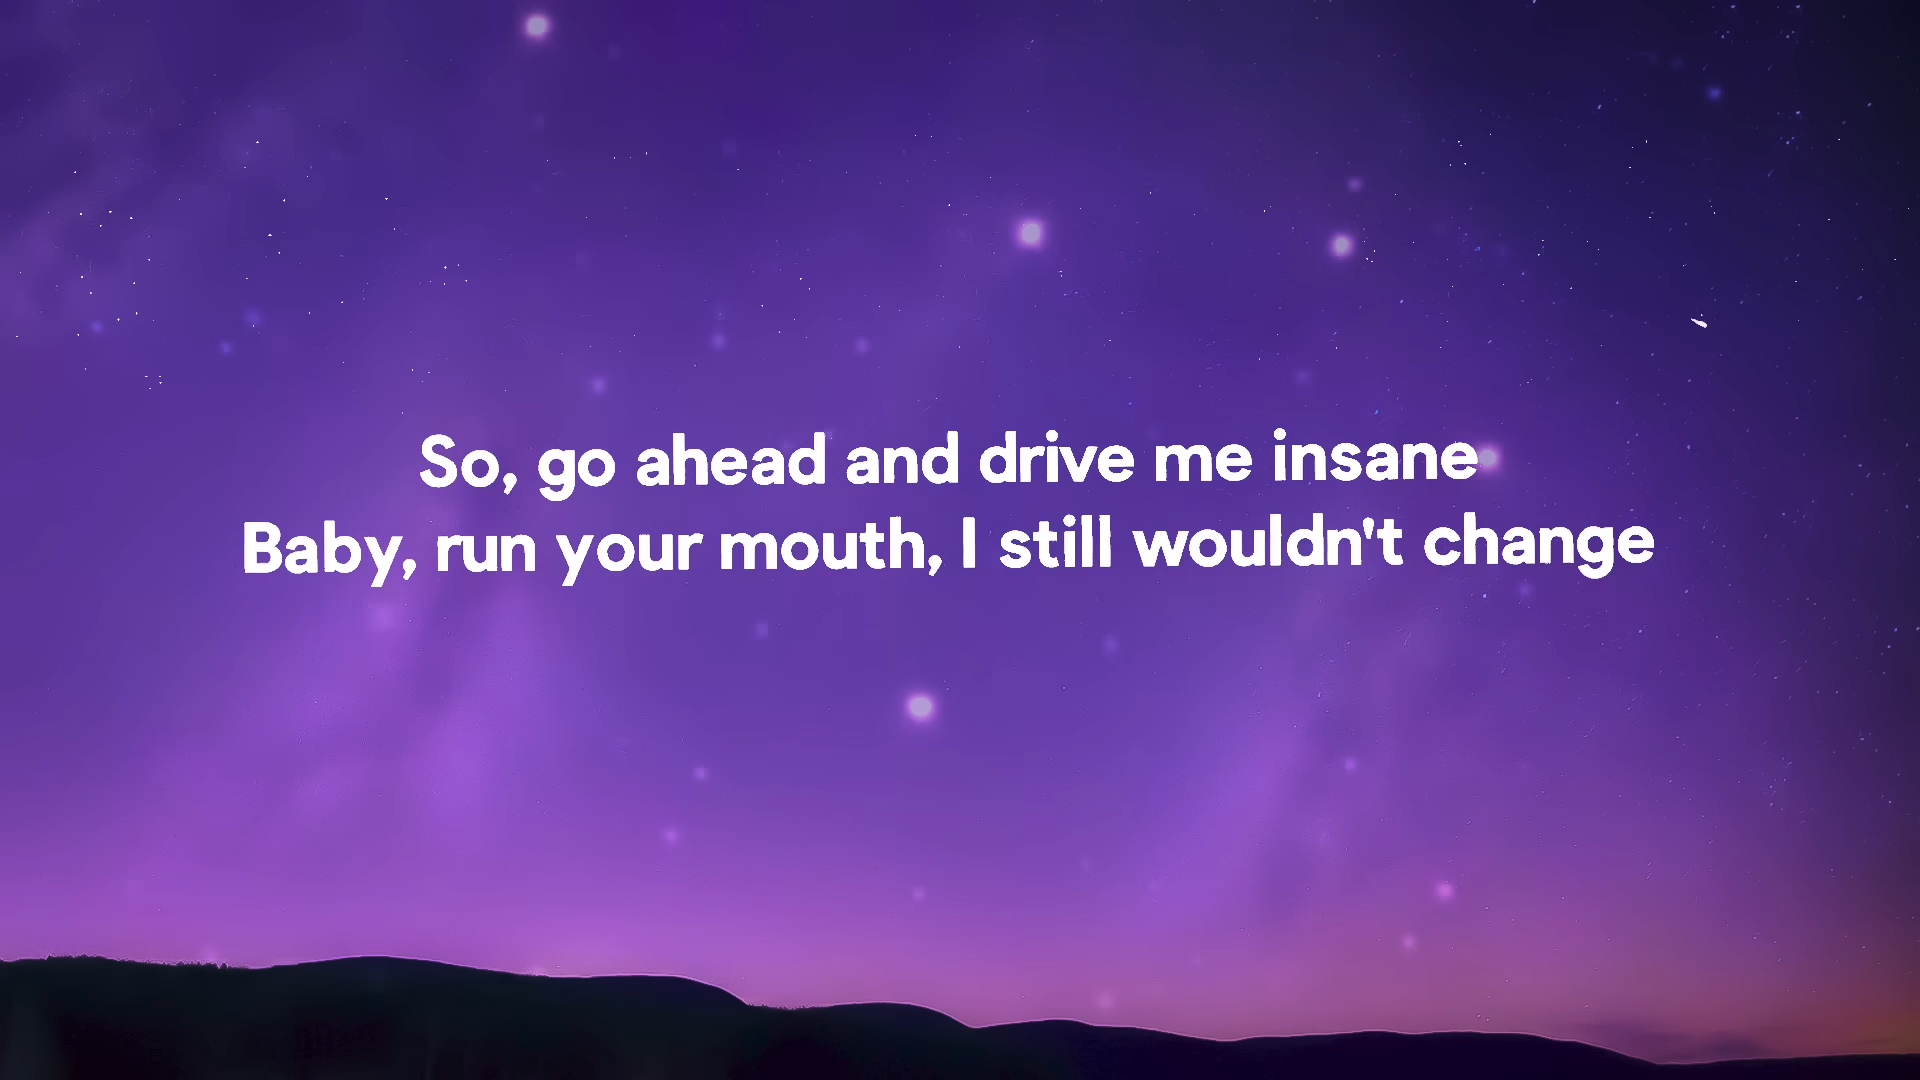 So, go ahead and drive me insane
Baby, run your mouth, I still wouldn't change